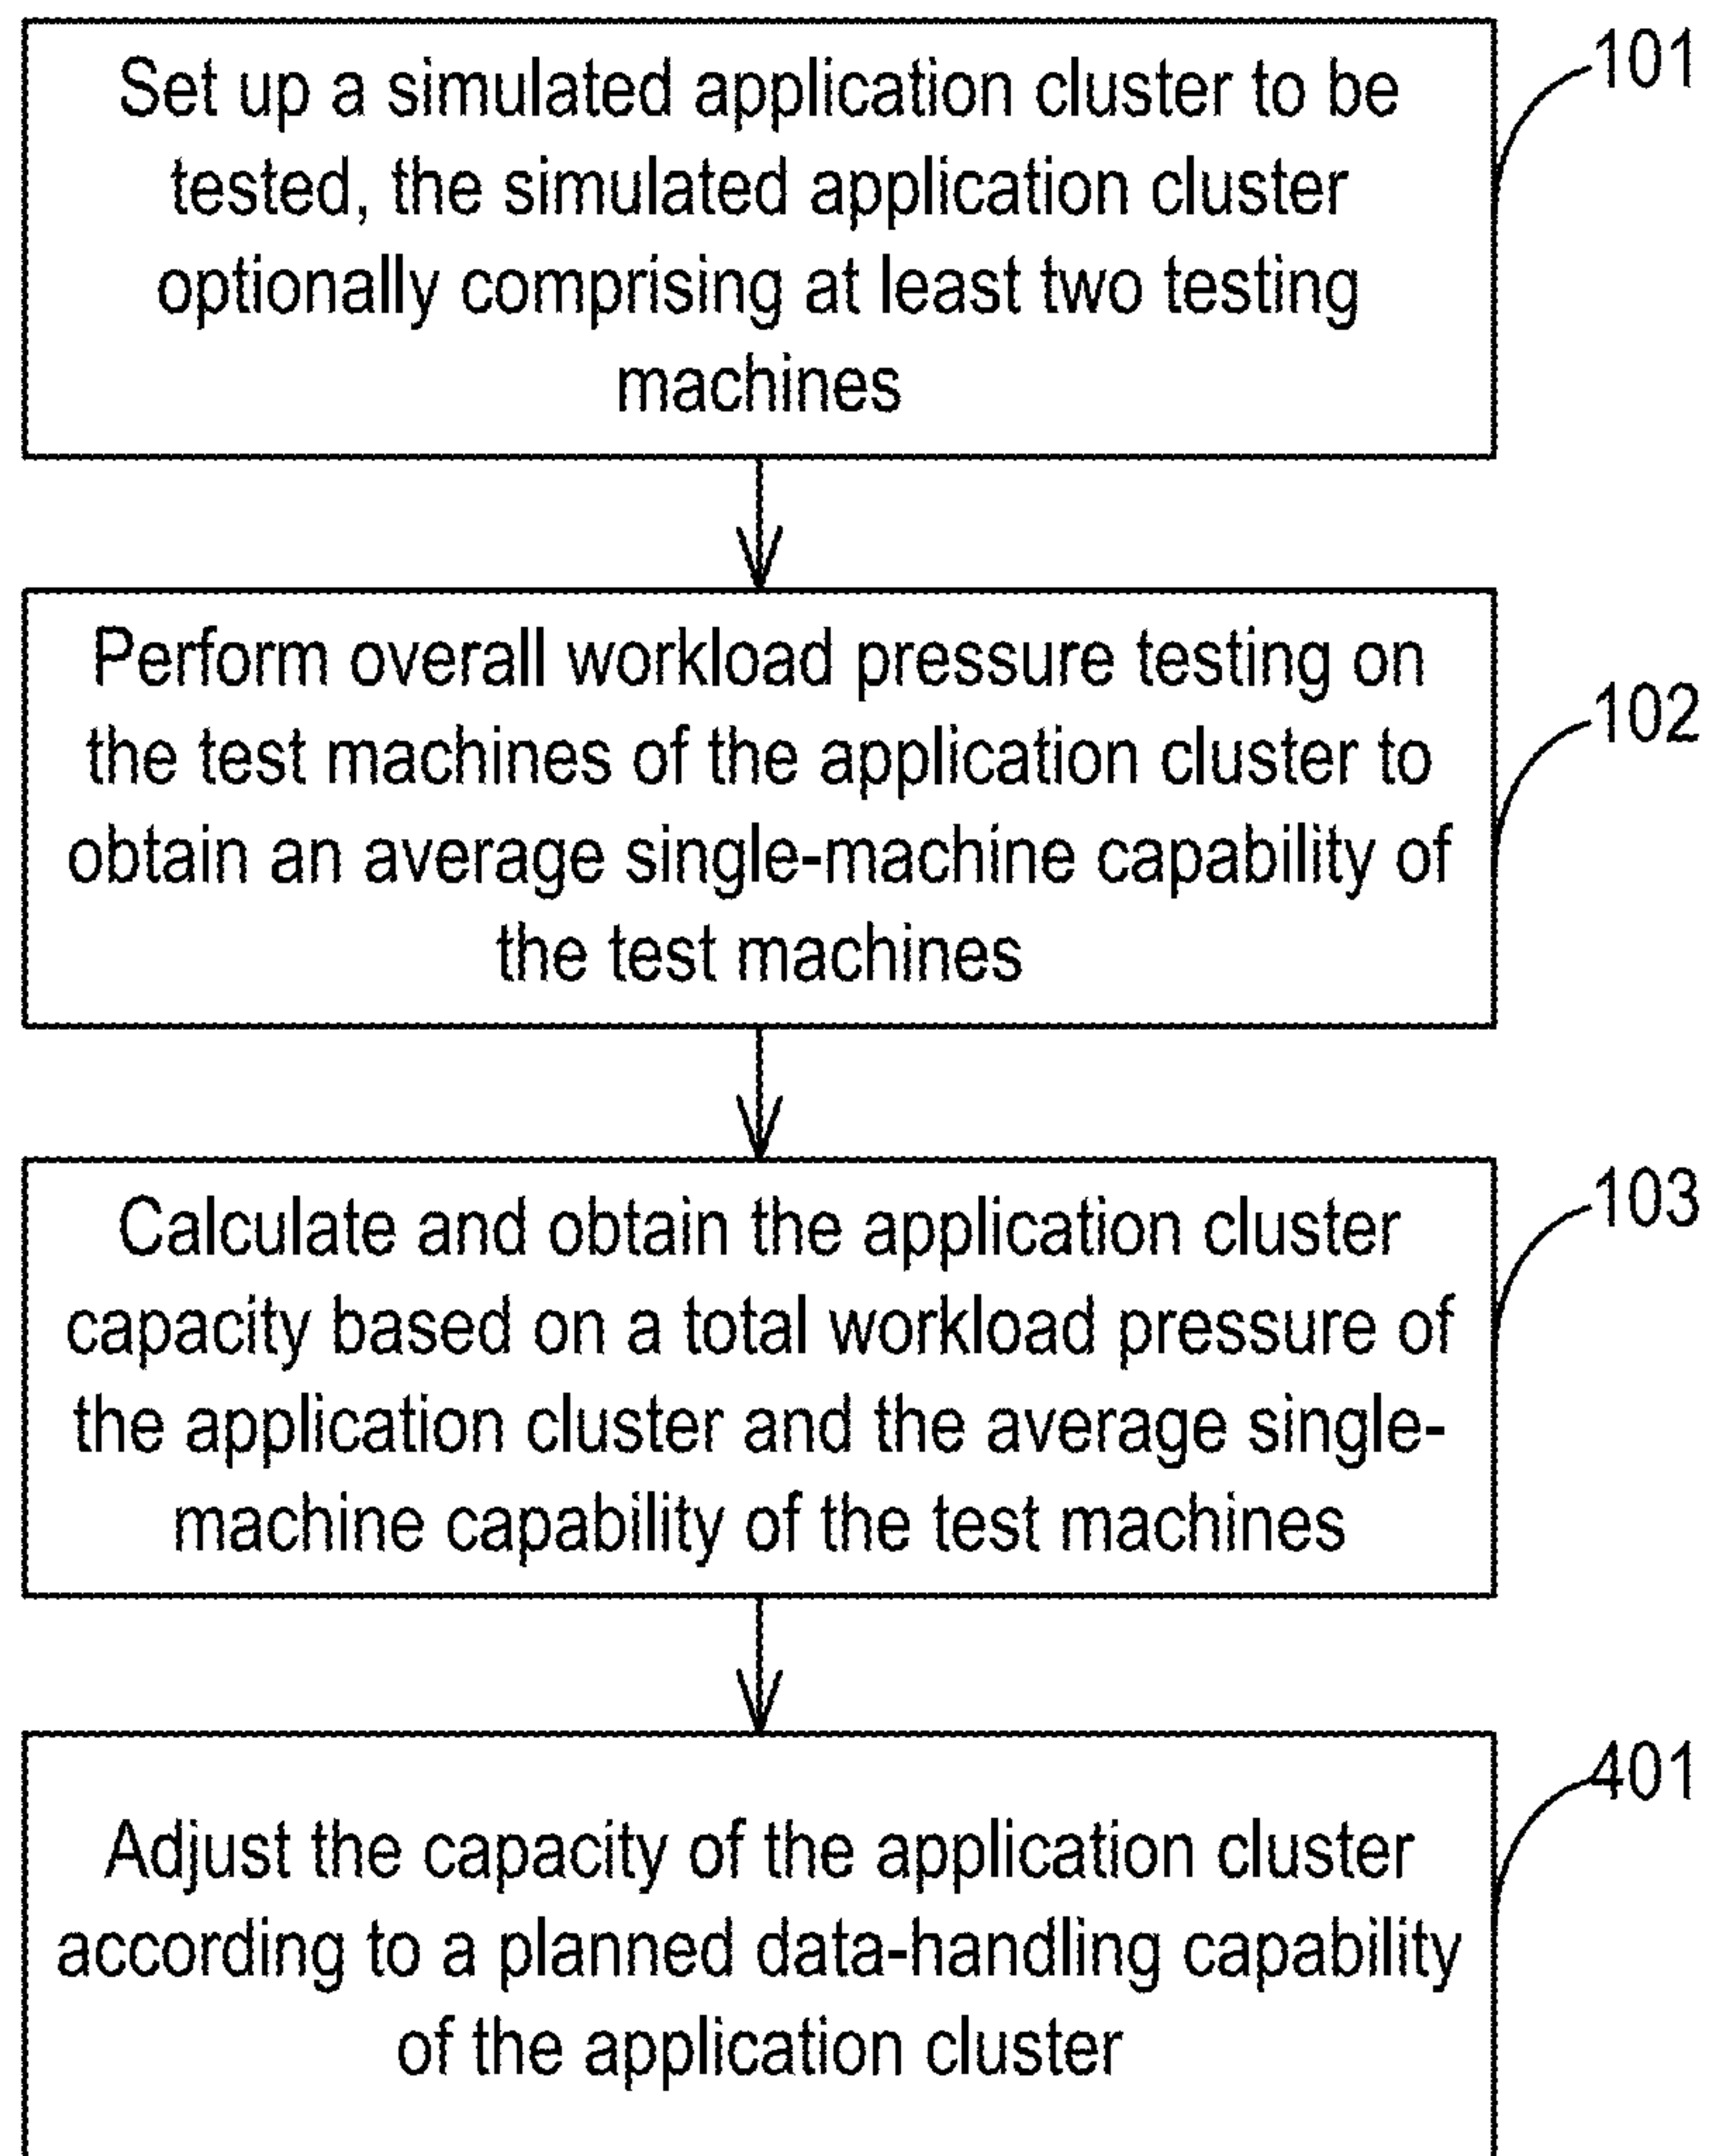 Set up a simulated application cluster to be
tested, the simulated application cluster
optionally comprising at least two testing
machines
101
Perform overall workload pressure testing on
the test machines of the application cluster to
obtain an average single-machine capability of
the test machines
102
Calculate and obtain the application cluster
capacity based on a total workload pressure of
the application cluster and the average single-
machine capability of the test machines
103
Adjust the capacity of the application cluster
according to a planned data-handling capability
of the application cluster
401